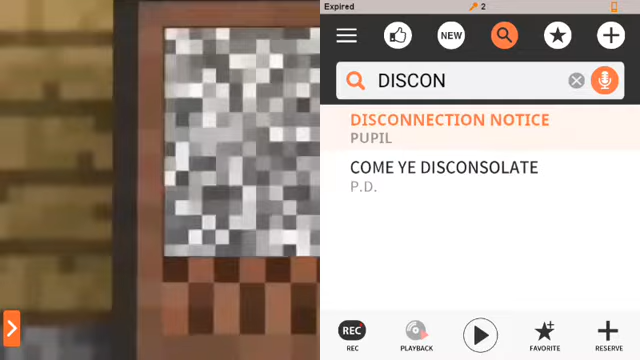 Expired
2
NEW
DISCON
DISCONNECTION NOTICE
PUPIL
COME YE DISCONSOLATE
P.D.
REC
REC
PLAYBACK
FAVORITE
RESERVE